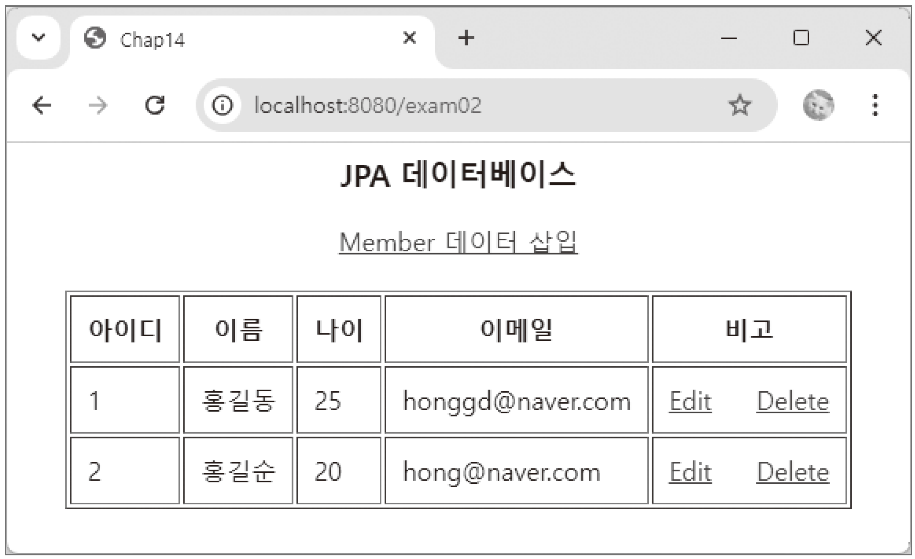 Chap14
localhost:8080/exam02
JPA 데이터베이스
Member 데이터 삽입
아이디 이름 나이 이메일 비고
1 홍길동 25 honggd@naver.com Edit Delete
2 홍길순 20 hong@naver.com Edit Delete